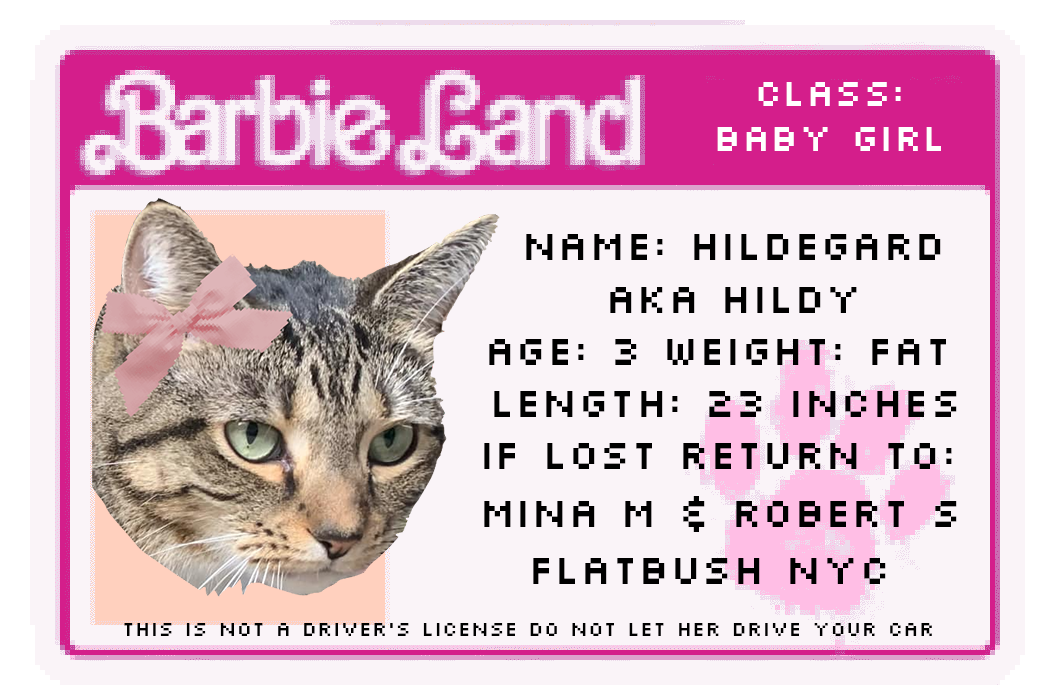 Barbie Land
CLASS:
BABY GIRL
NAME: HILDEGARD
AKA HILDY
AGE: 3 WEIGHT: FAT
LENGTH: 23 INCHES
IF LOST RETURN TO:
MINA M & ROBERT S
FLATBUSH NYC
THIS IS NOT A DRIVER'S LICENSE DO NOT LET HER DRIVE YOUR CAR